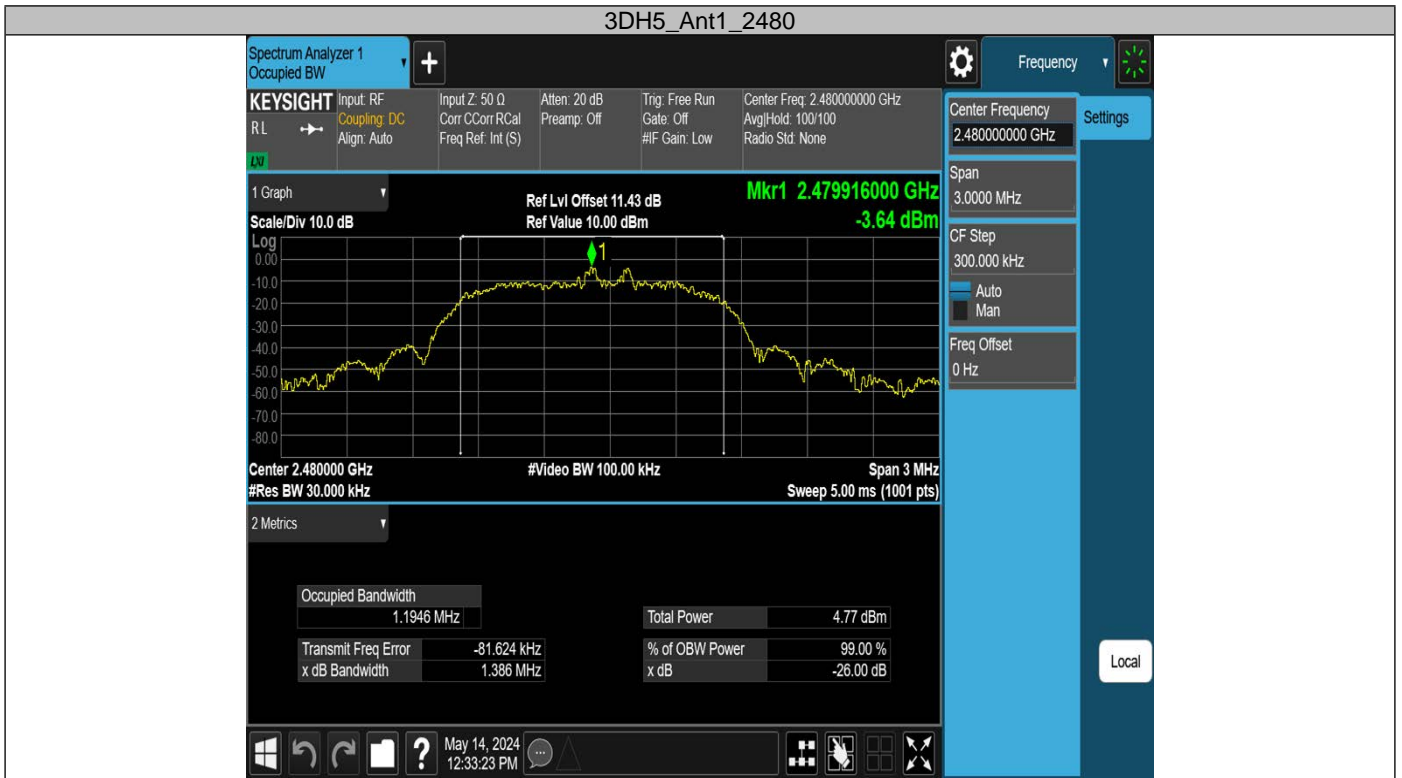 3DH5_Ant1_2480
Spectrum Analyzer 1
Occupied BW
+
Frequency
KEYSIGHT
RL
LXI
Input: RF
Coupling: DC
Align: Auto
Input Z: 50 Ω
Corr CCorr RCal
Freq Ref: Int (S)
Atten: 20 dB
Preamp: Off
Trig: Free Run
Gate: Off
#IF Gain: Low
Center Freq: 2.480000000 GHz
Avg|Hold: 100/100
Radio Std: None
Center Frequency
2.480000000 GHz
Settings
Span
3.0000 MHz
CF Step
300.000 kHz
Auto
Man
Freq Offset
0 Hz
Local
1 Graph
Scale/Div 10.0 dB
Ref Lvl Offset 11.43 dB
Ref Value 10.00 dBm
Mkr1 2.479916000 GHz
-3.64 dBm
Log
0.00
-10.0
-20.0
-30.0
-40.0
-50.0
-60.0
-70.0
-80.0
1
Center 2.480000 GHz
#Video BW 100.00 kHz
Span 3 MHz
#Res BW 30.000 kHz
Sweep 5.00 ms (1001 pts)
2 Metrics
Occupied Bandwidth
1.1946 MHz
Total Power 4.77 dBm
Transmit Freq Error -81.624 kHz
% of OBW Power 99.00 %
x dB Bandwidth 1.386 MHz
x dB -26.00 dB
?
May 14, 2024
12:33:23 PM